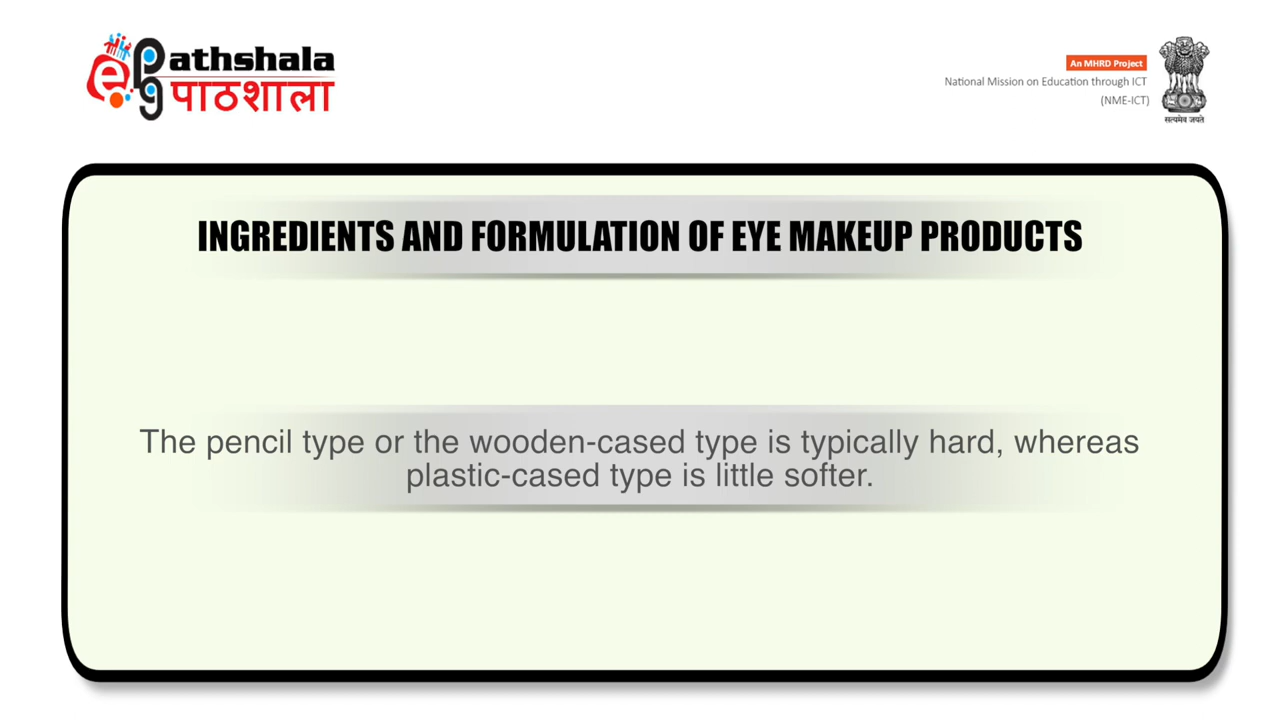 e pg Pathshala
पाठशाला
An MHRD Project
National Mission on Education through ICT
(NME-ICT)
सत्यमेव जयते
INGREDIENTS AND FORMULATION OF EYE MAKEUP PRODUCTS
The pencil type or the wooden-cased type is typically hard, whereas
plastic-cased type is little softer.